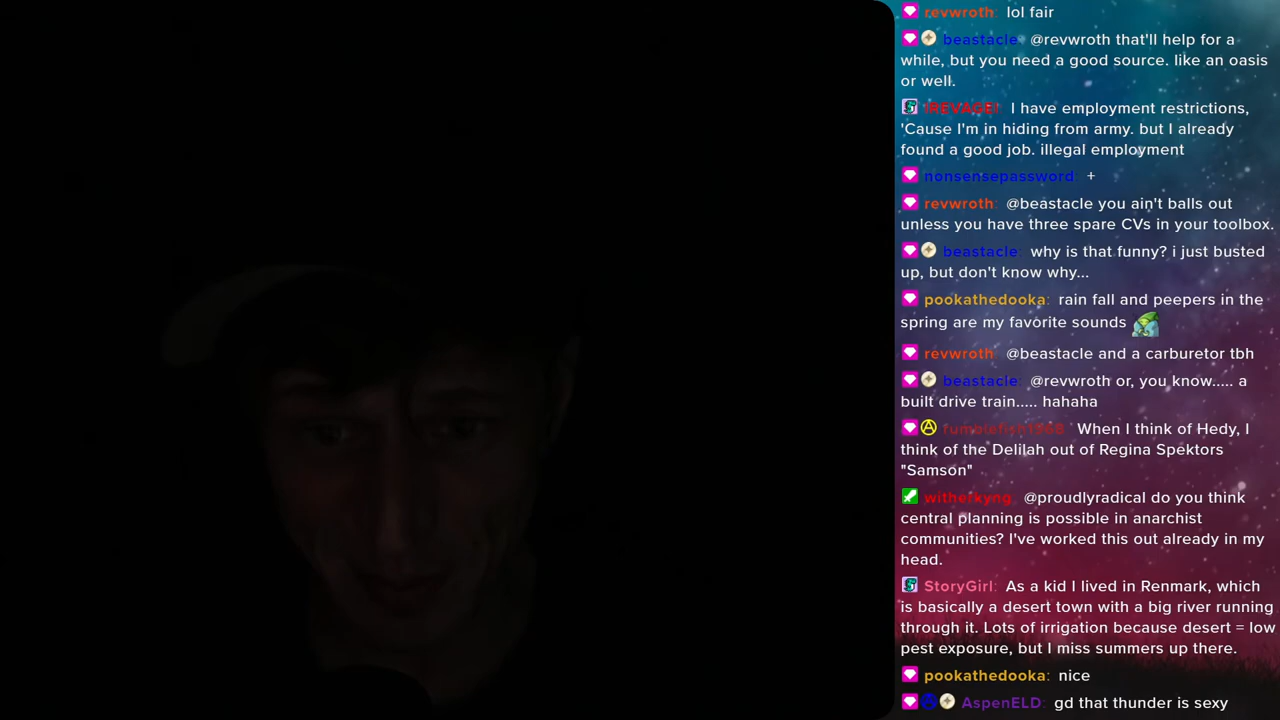 revwroth: lol fair
beastacle: @revwroth that'll help for a
while, but you need a good source. like an oasis
or well.
!REVAGE!: I have employment restrictions,
'Cause I'm in hiding from army. but I already
found a good job. illegal employment
nonsensepassword: +
revwroth: @beastacle you ain't balls out
unless you have three spare CVs in your toolbox.
beastacle: why is that funny? i just busted
up, but don't know why...
pookathedooka: rain fall and peepers in the
spring are my favorite sounds
revwroth: @beastacle and a carburetor tbh
beastacle: @revwroth or, you know..... a
built drive train..... hahaha
When I think of Hedy, I
think of the Delilah out of Regina Spektors
"Samson"
witherkyng: @proudlyradical do you think
central planning is possible in anarchist
communities? I've worked this out already in my
head.
StoryGirl: As a kid I lived in Renmark, which
is basically a desert town with a big river running
through it. Lots of irrigation because desert = low
pest exposure, but I miss summers up there.
pookathedooka: nice
AspenELD: gd that thunder is sexy